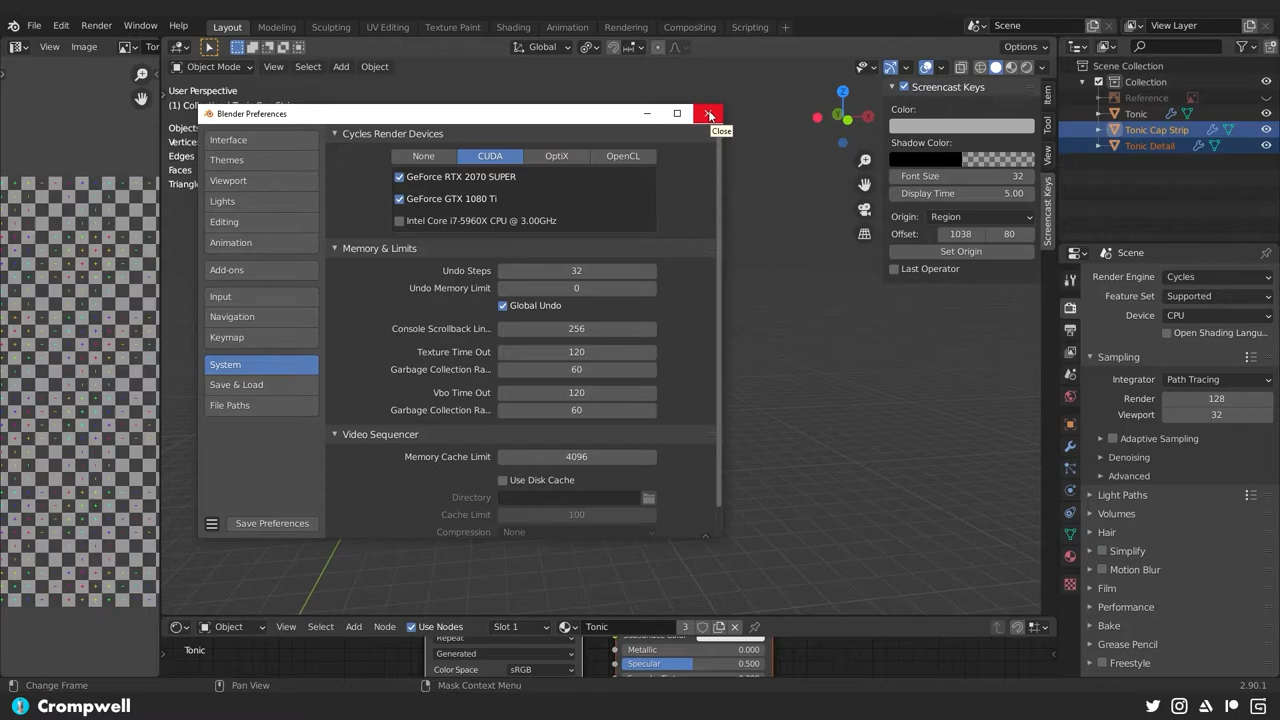 File Edit Render Window Help Layout Modeling Sculpting UV Editing Texture Paint Shading Animation Rendering Compositing Scripting + Scene View Layer
View Image Tor Global Options
Object Mode View Select Add Object
User Perspective
Objects
Vertices
Edges
Faces
Triangl
Blender Preferences
Close
Interface
Themes
Viewport
Lights
Editing
Animation
Add-ons
Input
Navigation
Keymap
System
Save & Load
File Paths
Save Preferences
Cycles Render Devices
None CUDA OptiX OpenCL
GeForce RTX 2070 SUPER
GeForce GTX 1080 Ti
Intel Core i7-5960X CPU @ 3.00GHz
Memory & Limits
Undo Steps 32
Undo Memory Limit 0
Global Undo
Console Scrollback Lin... 256
Texture Time Out 120
Garbage Collection Ra... 60
Vbo Time Out 120
Garbage Collection Ra... 60
Video Sequencer
Memory Cache Limit 4096
Use Disk Cache
Directory
Cache Limit 100
Compression None
Z
Y
X
Screencast Keys
Color:
Shadow Color:
Font Size 32
Display Time 5.00
Origin: Region
Offset: 1038 80
Set Origin
Last Operator
Item
Tool
View
Screencast Keys
Scene Collection
Collection
Reference
Tonic
Tonic Cap Strip
Tonic Detail
Scene
Render Engine Cycles
Feature Set Supported
Device CPU
Open Shading Langu...
Sampling
Integrator Path Tracing
Render 128
Viewport 32
Adaptive Sampling
Denoising
Advanced
Light Paths
Volumes
Hair
Simplify
Motion Blur
Film
Performance
Bake
Grease Pencil
Freestyle
Object View Select Add Node Use Nodes Slot 1 Tonic 3
Tonic
Repeat
Generated
Color Space sRGB
Metallic 0.000
Specular 0.500
Change Frame Pan View Mask Context Menu 2.90.1
Crompwell